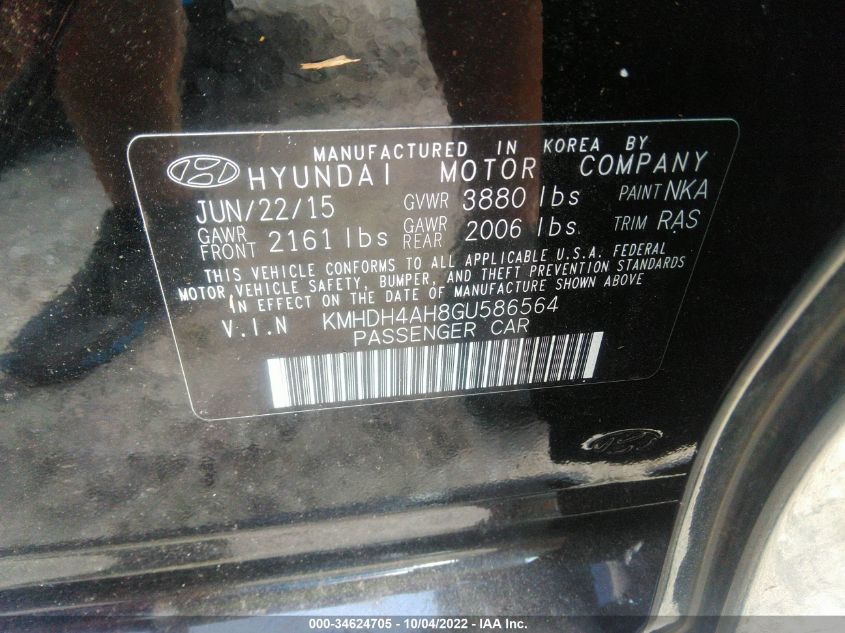 MANUFACTURED IN KOREA BY
HYUNDAI MOTOR COMPANY
JUN/22/15 GVWR 3880 lbs PAINT NKA
GAWR FRONT 2161 lbs GAWR REAR 2006 lbs. TRIM RAS
THIS VEHICLE CONFORMS TO ALL APPLICABLE U.S.A. FEDERAL
MOTOR VEHICLE SAFETY, BUMPER, AND THEFT PREVENTION STANDARDS
IN EFFECT ON THE DATE OF MANUFACTURE SHOWN ABOVE
V.I.N KMHDH4AH8GU586564
PASSENGER CAR
000-34624705 - 10/04/2022 - IAA Inc.